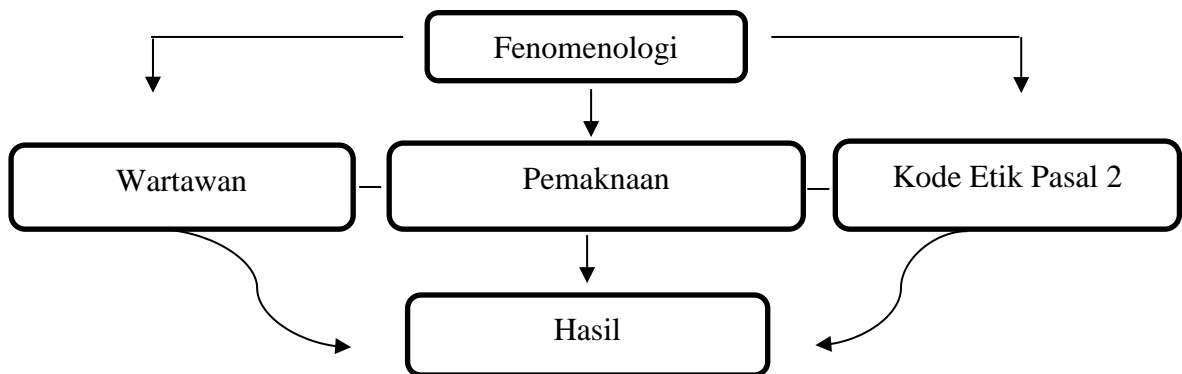 Fenomenologi
Wartawan
Pemaknaan
Kode Etik Pasal 2
Hasil